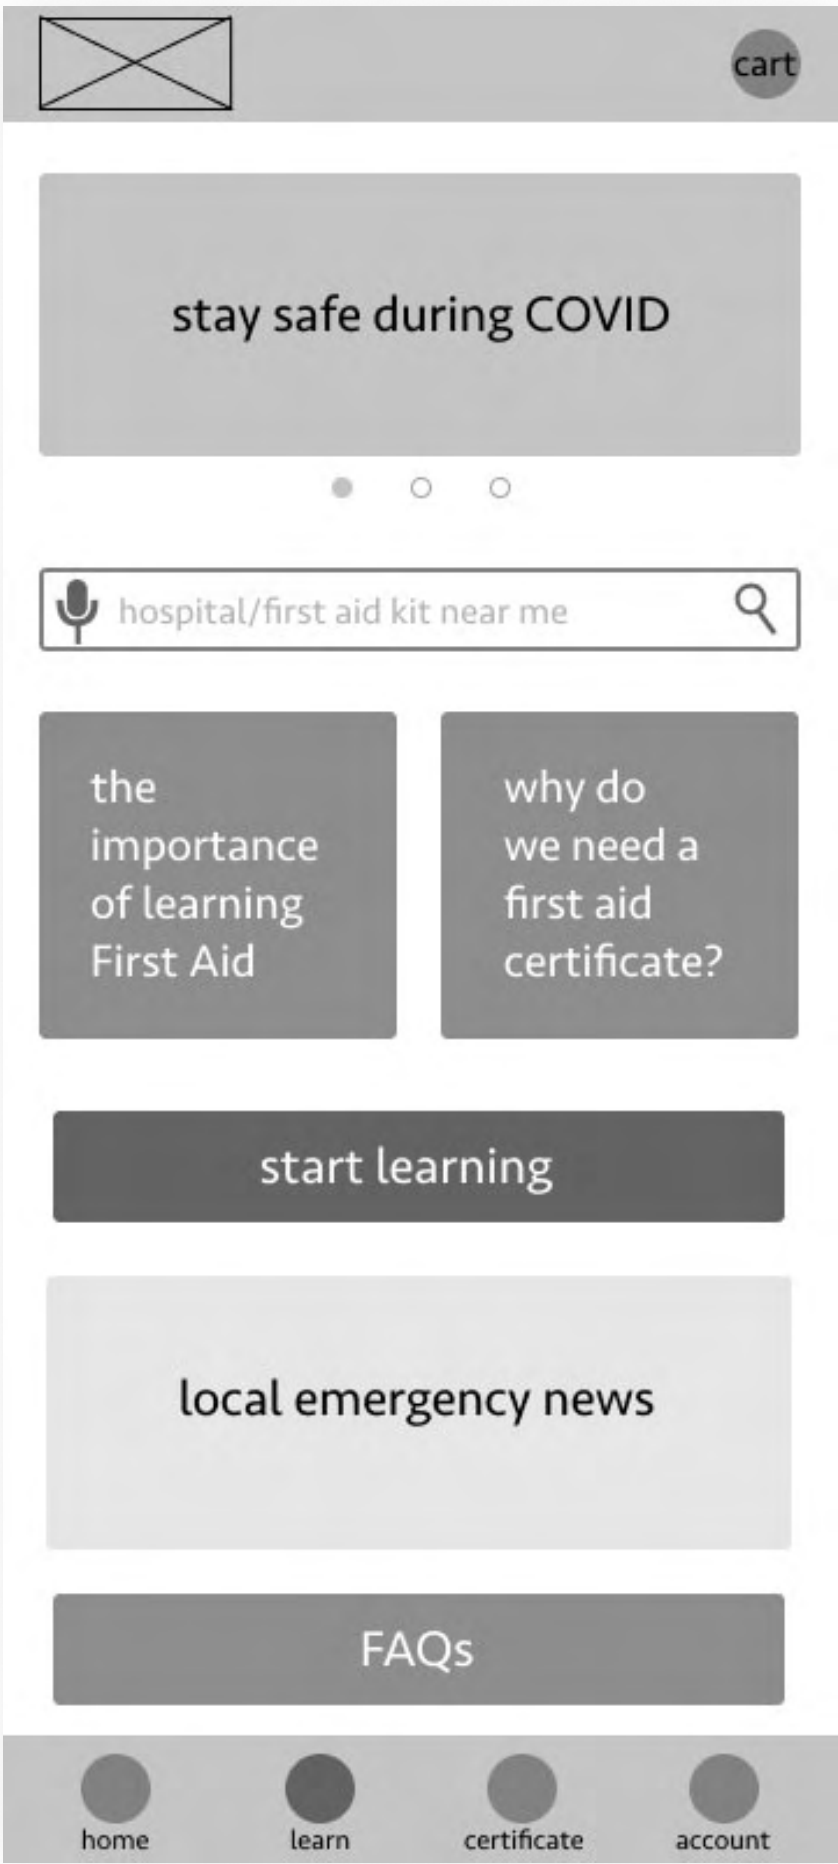 cart
stay safe during COVID
hospital/first aid kit near me
the
importance
of learning
First Aid
why do
we need a
first aid
certificate?
start learning
local emergency news
FAQs
home
learn
certificate
account